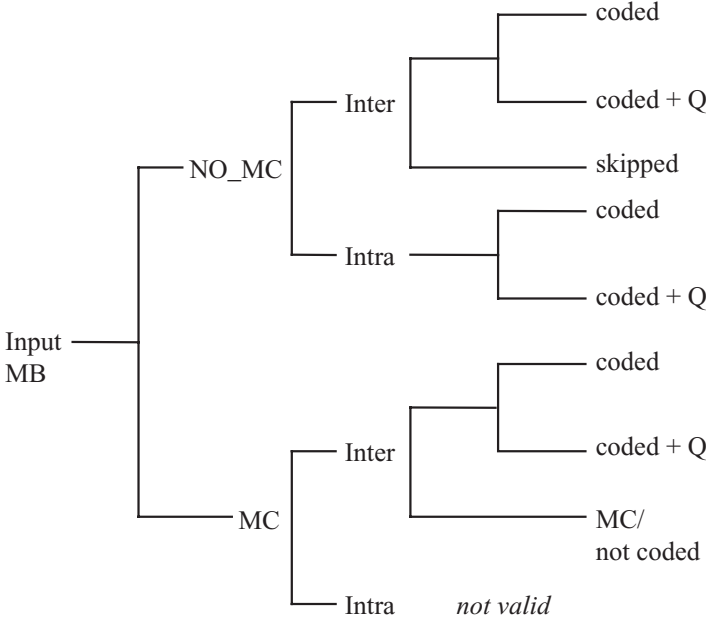 coded
Inter
coded + Q
NO_MC
skipped
coded
Intra
coded + Q
Input
MB
coded
Inter
coded + Q
MC
MC/
not coded
Intra
not valid